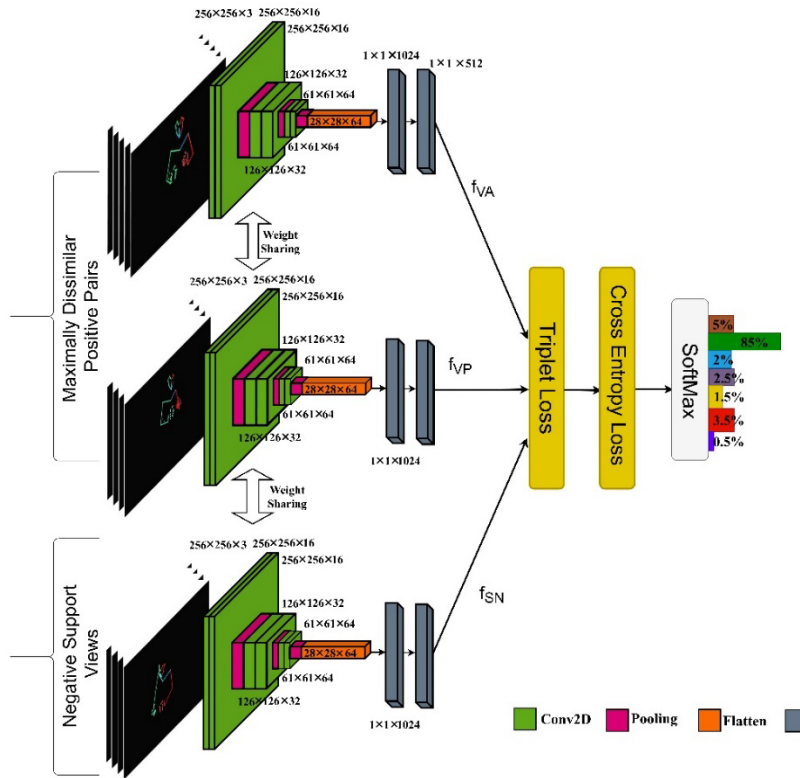 256×256×3 256×256×16
256×256×16
126×126×32
61×61×64
28×28×64
61×61×64
126×126×32
1×1×1024
1×1×512
f_VA
Weight
Sharing
Maximally Dissimilar
Positive Pairs
256×256×3 256×256×16
256×256×16
126×126×32
61×61×64
28×28×64
61×61×64
126×126×32
1×1×1024
f_VP
Weight
Sharing
Triplet Loss
Cross Entropy Loss
SoftMax
5%
85%
2%
2.5%
1.5%
3.5%
0.5%
Negative Support
Views
256×256×3 256×256×16
256×256×16
126×126×32
61×61×64
28×28×64
61×61×64
126×126×32
1×1×1024
f_SN
Conv2D Pooling Flatten